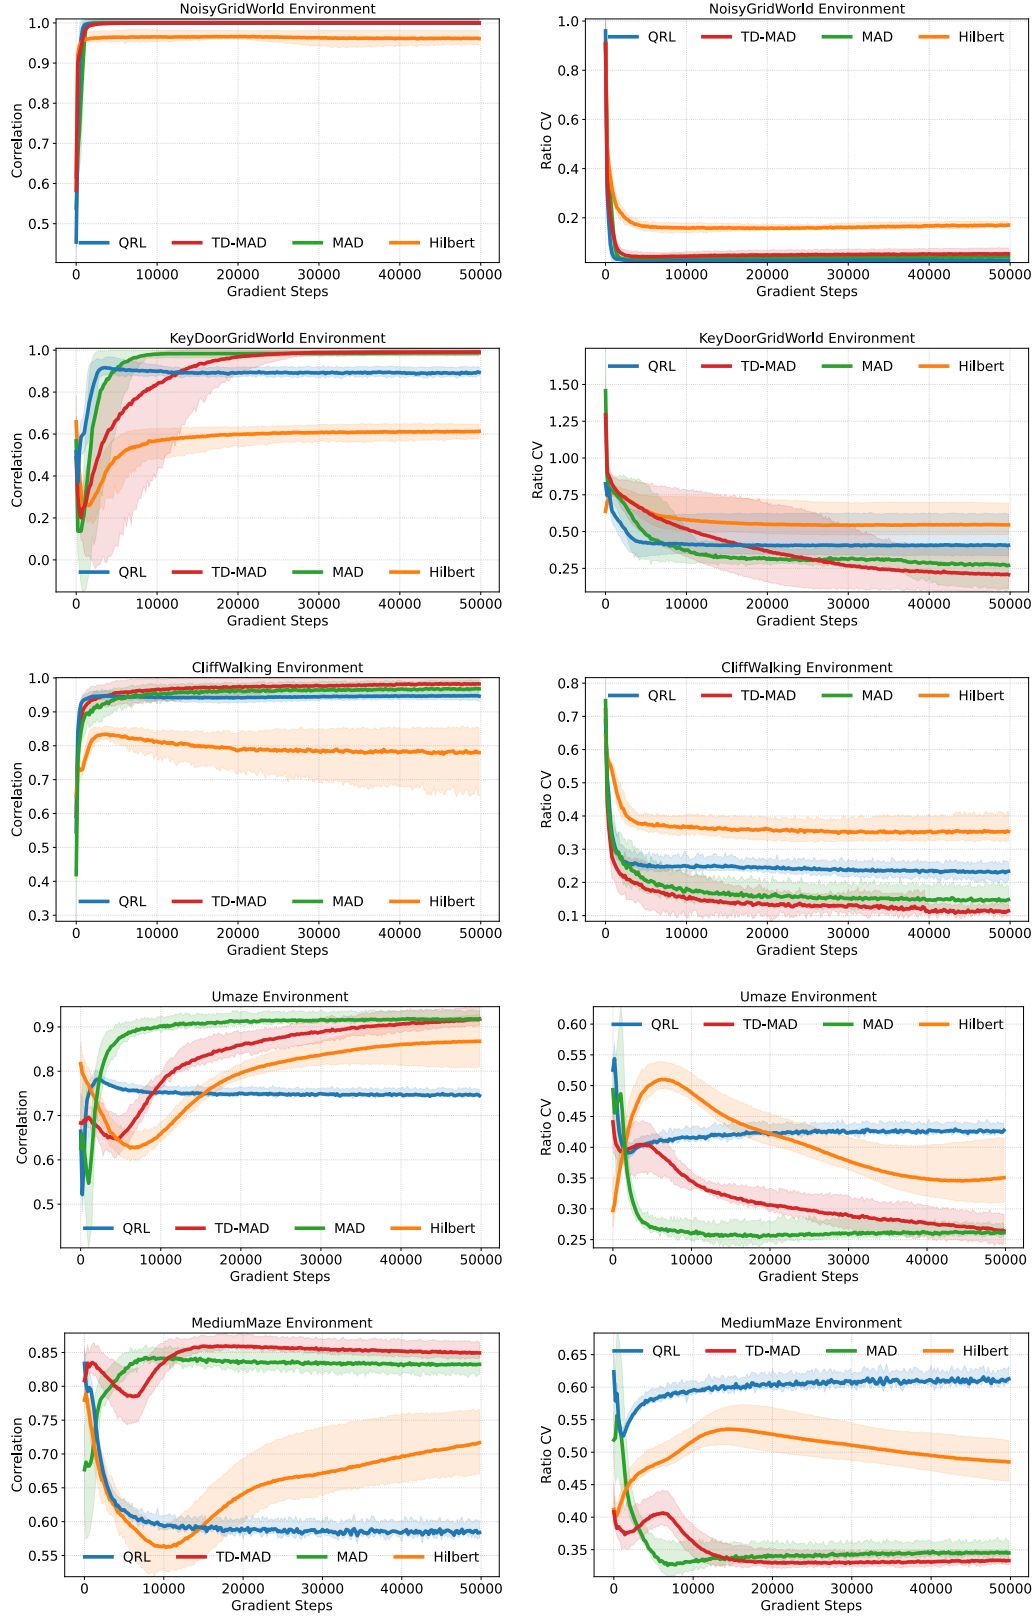 NoisyGridWorld Environment
1.0
0.9
0.8
0.7
0.6
0.5
Correlation
QRL TD-MAD MAD Hilbert
0 10000 20000 30000 40000 50000
Gradient Steps
NoisyGridWorld Environment
1.0
0.8
0.6
0.4
0.2
Ratio CV
QRL TD-MAD MAD Hilbert
0 10000 20000 30000 40000 50000
Gradient Steps
KeyDoorGridWorld Environment
1.0
0.8
0.6
0.4
0.2
0.0
Correlation
QRL TD-MAD MAD Hilbert
0 10000 20000 30000 40000 50000
Gradient Steps
KeyDoorGridWorld Environment
1.50
1.25
1.00
0.75
0.50
0.25
Ratio CV
QRL TD-MAD MAD Hilbert
0 10000 20000 30000 40000 50000
Gradient Steps
CliffWalking Environment
1.0
0.9
0.8
0.7
0.6
0.5
0.4
0.3
Correlation
QRL TD-MAD MAD Hilbert
0 10000 20000 30000 40000 50000
Gradient Steps
CliffWalking Environment
0.8
0.7
0.6
0.5
0.4
0.3
0.2
0.1
Ratio CV
QRL TD-MAD MAD Hilbert
0 10000 20000 30000 40000 50000
Gradient Steps
Umaze Environment
0.9
0.8
0.7
0.6
0.5
Correlation
QRL TD-MAD MAD Hilbert
0 10000 20000 30000 40000 50000
Gradient Steps
Umaze Environment
0.60
0.55
0.50
0.45
0.40
0.35
0.30
0.25
Ratio CV
QRL TD-MAD MAD Hilbert
0 10000 20000 30000 40000 50000
Gradient Steps
MediumMaze Environment
0.85
0.80
0.75
0.70
0.65
0.60
0.55
Correlation
QRL TD-MAD MAD Hilbert
0 10000 20000 30000 40000 50000
Gradient Steps
MediumMaze Environment
0.65
0.60
0.55
0.50
0.45
0.40
0.35
Ratio CV
QRL TD-MAD MAD Hilbert
0 10000 20000 30000 40000 50000
Gradient Steps